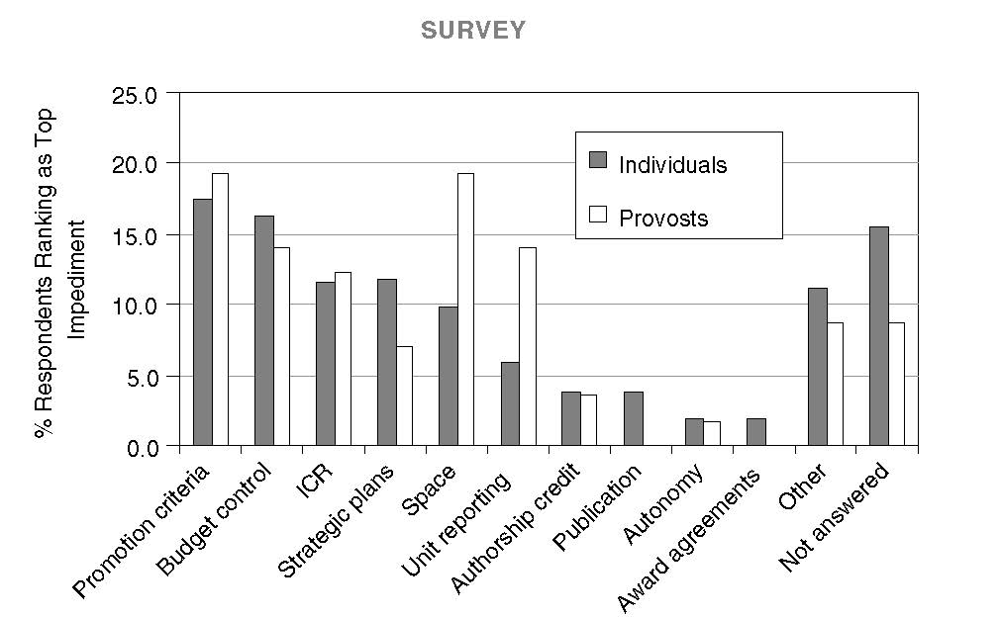 SURVEY
% Respondents Ranking as Top
Impediment
25.0
20.0
15.0
10.0
5.0
0.0
Individuals
Provosts
Promotion criteria
Budget control
ICR
Strategic plans
Space
Unit reporting
Authorship credit
Publication
Autonomy
Award agreements
Other
Not answered